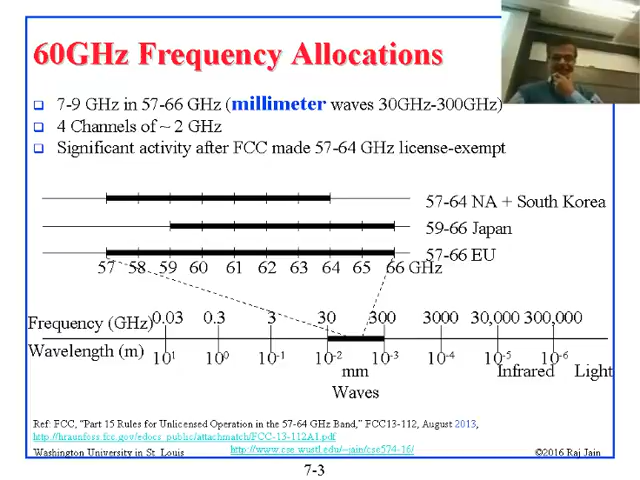 60GHz Frequency Allocations
7-9 GHz in 57-66 GHz (millimeter waves 30GHz-300GHz)
4 Channels of ~ 2 GHz
Significant activity after FCC made 57-64 GHz license-exempt
57-64 NA + South Korea
59-66 Japan
57-66 EU
57 58 59 60 61 62 63 64 65 66 GHz
Frequency (GHz) 0.03 0.3 3 30 300 3000 30,000 300,000
Wavelength (m) 10¹ 10⁰ 10⁻¹ 10⁻² 10⁻³ 10⁻⁴ 10⁻⁵ 10⁻⁶
mm Infrared Light
Waves
Ref: FCC, "Part 15 Rules for Unlicensed Operation in the 57-64 GHz Band," FCC13-112, August 2013,
http://hraunfoss.fcc.gov/edocs_public/attachmatch/FCC-13-112A1.pdf
Washington University in St. Louis http://www.cse.wustl.edu/~jain/cse574-16/ ©2016 Raj Jain
7-3